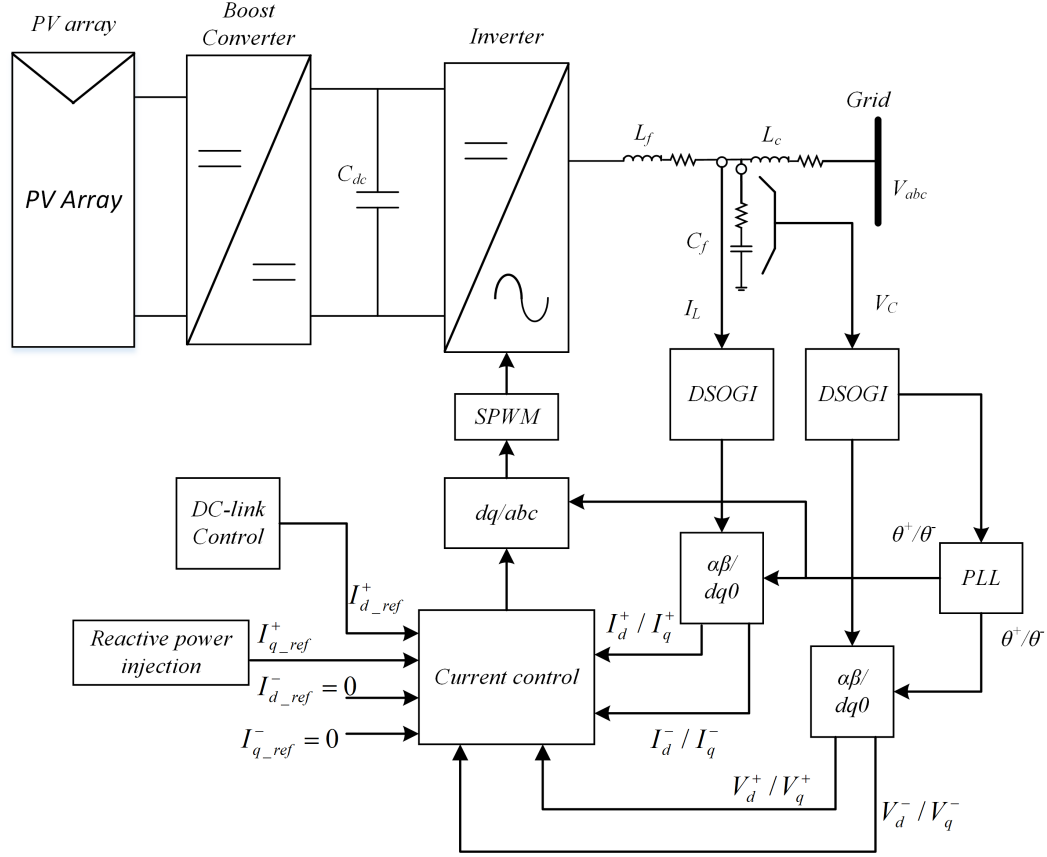 PV array
Boost
Converter
Inverter
Grid
L_f
L_c
C_dc
PV Array
V_abc
C_f
I_L
V_C
DSOGI
DSOGI
SPWM
DC-link
Control
dq/abc
θ⁺/θ⁻
αβ/
dq0
PLL
I⁺_d_ref
I⁺_d / I⁺_q
θ⁺/θ⁻
Reactive power
injection
I⁺_q_ref
Current control
αβ/
dq0
I⁻_d_ref = 0
I⁻_q_ref = 0
I⁻_d / I⁻_q
V⁺_d / V⁺_q
V⁻_d / V⁻_q